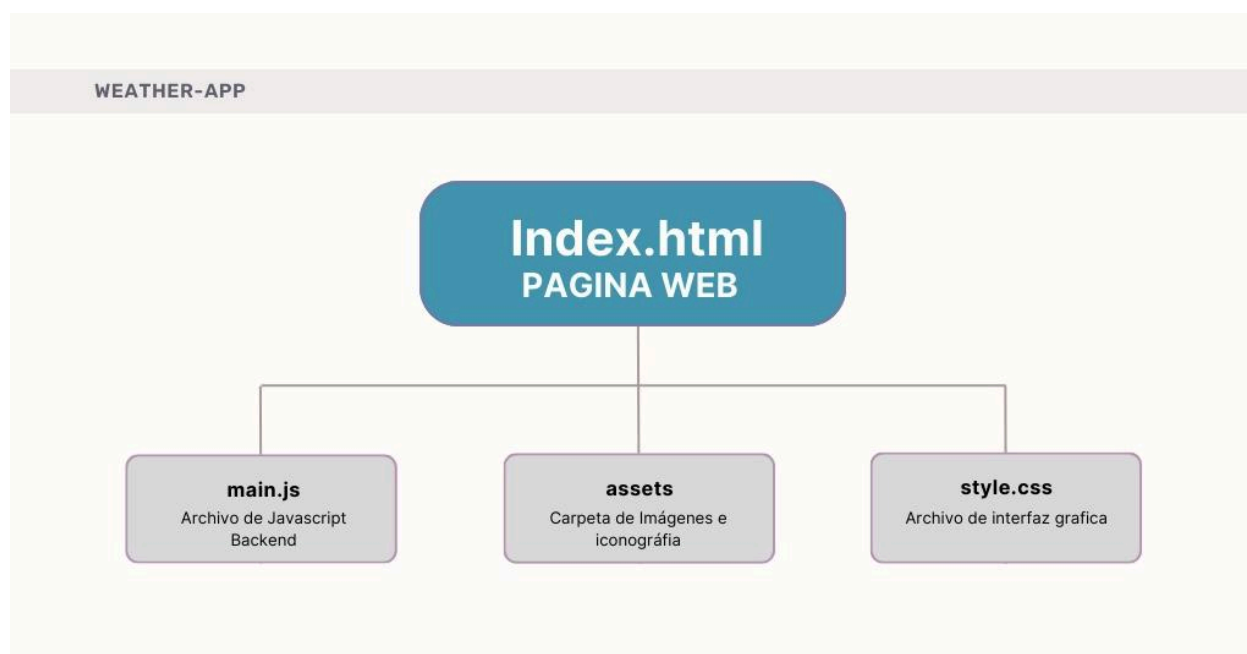 WEATHER-APP
Index.html
PAGINA WEB
main.js
Archivo de Javascript
Backend
assets
Carpeta de Imágenes e
iconográfia
style.css
Archivo de interfaz grafica